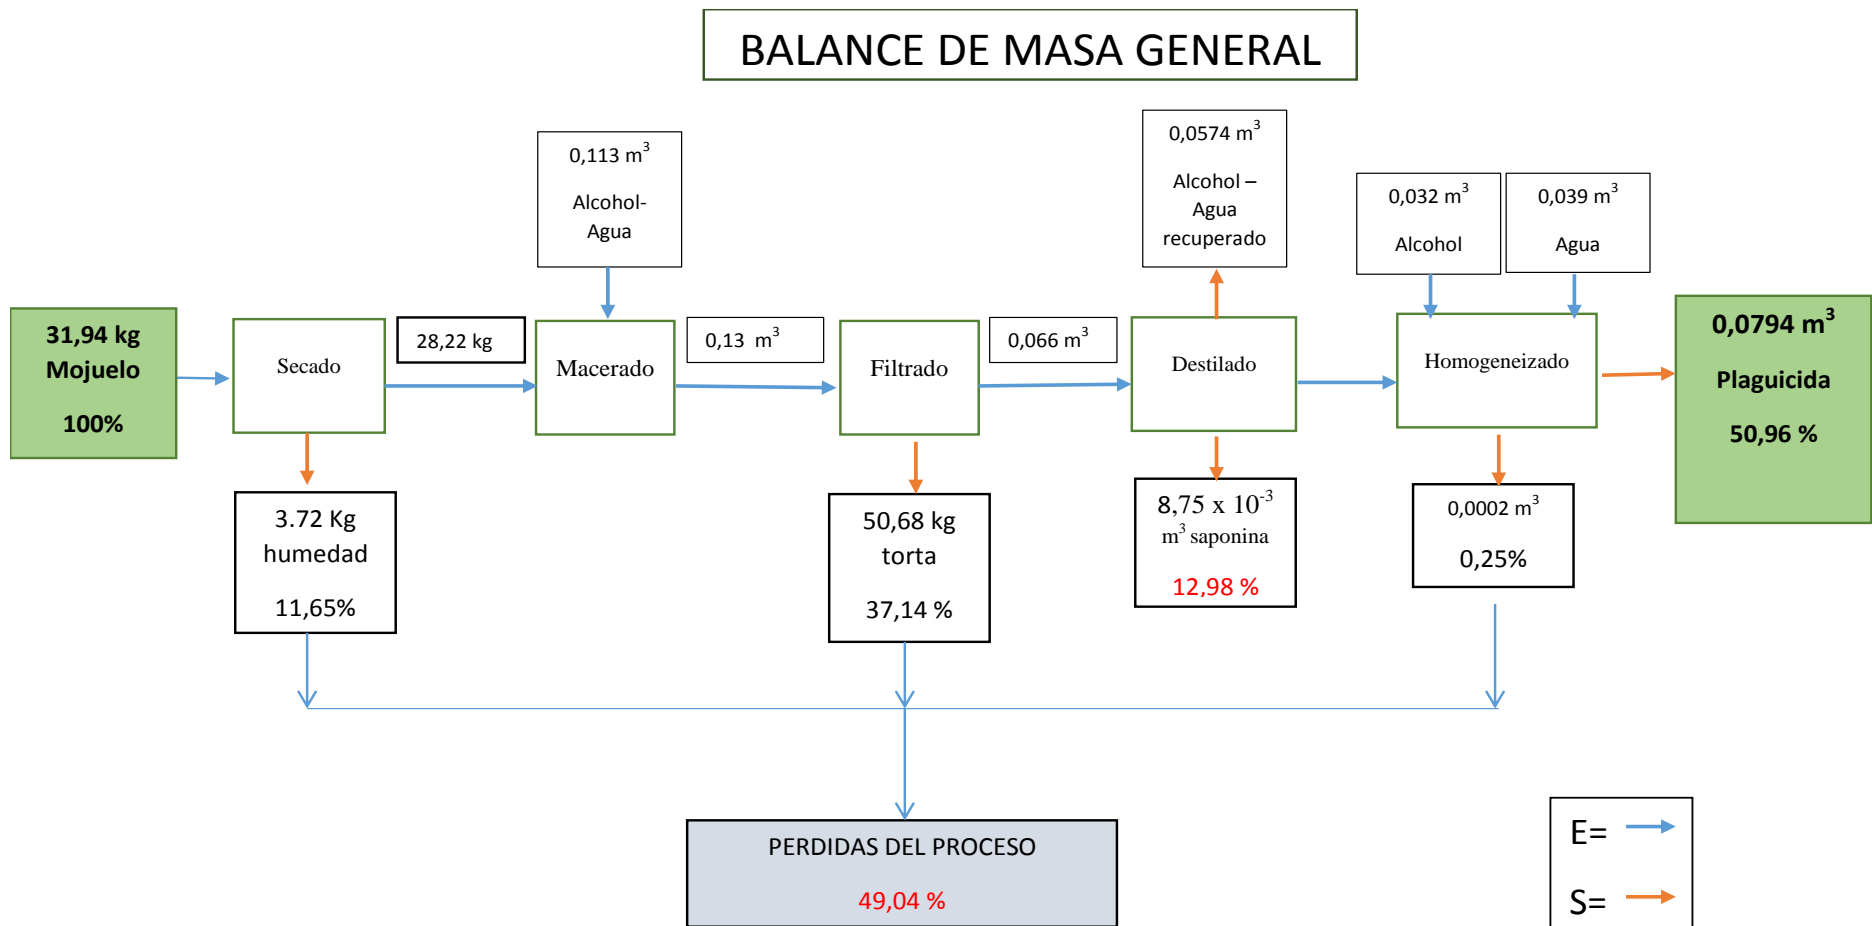 BALANCE DE MASA GENERAL
0,113 m³
Alcohol-
Agua
0,0574 m³
Alcohol –
Agua
recuperado
0,032 m³
Alcohol
0,039 m³
Agua
31,94 kg
Mojuelo
100%
Secado
28,22 kg
Macerado
0,13 m³
Filtrado
0,066 m³
Destilado
Homogeneizado
0,0794 m³
Plaguicida
50,96 %
3.72 Kg
humedad
11,65%
50,68 kg
torta
37,14 %
8,75 x 10⁻³
m³ saponina
12,98 %
0,0002 m³
0,25%
PERDIDAS DEL PROCESO
49,04 %
E=
S=